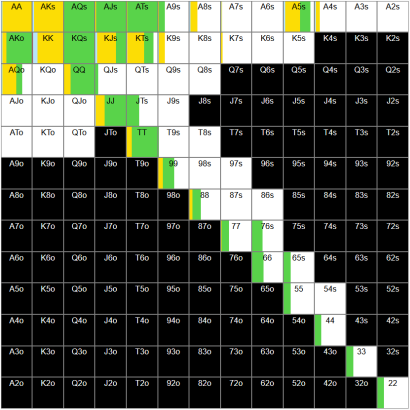 AA AKs AQs AJs ATs A9s A8s A7s A6s A5s A4s A3s A2s
AKo KK KQs KJs KTs K9s K8s K7s K6s K5s K4s K3s K2s
AQo KQo QQ QJs QTs Q9s Q8s Q7s Q6s Q5s Q4s Q3s Q2s
AJo KJo QJo JJ JTs J9s J8s J7s J6s J5s J4s J3s J2s
ATo KTo QTo JTo TT T9s T8s T7s T6s T5s T4s T3s T2s
A9o K9o Q9o J9o T9o 99 98s 97s 96s 95s 94s 93s 92s
A8o K8o Q8o J8o T8o 98o 88 87s 86s 85s 84s 83s 82s
A7o K7o Q7o J7o T7o 97o 87o 77 76s 75s 74s 73s 72s
A6o K6o Q6o J6o T6o 96o 86o 76o 66 65s 64s 63s 62s
A5o K5o Q5o J5o T5o 95o 85o 75o 65o 55 54s 53s 52s
A4o K4o Q4o J4o T4o 94o 84o 74o 64o 54o 44 43s 42s
A3o K3o Q3o J3o T3o 93o 83o 73o 63o 53o 43o 33 32s
A2o K2o Q2o J2o T2o 92o 82o 72o 62o 52o 42o 32o 22